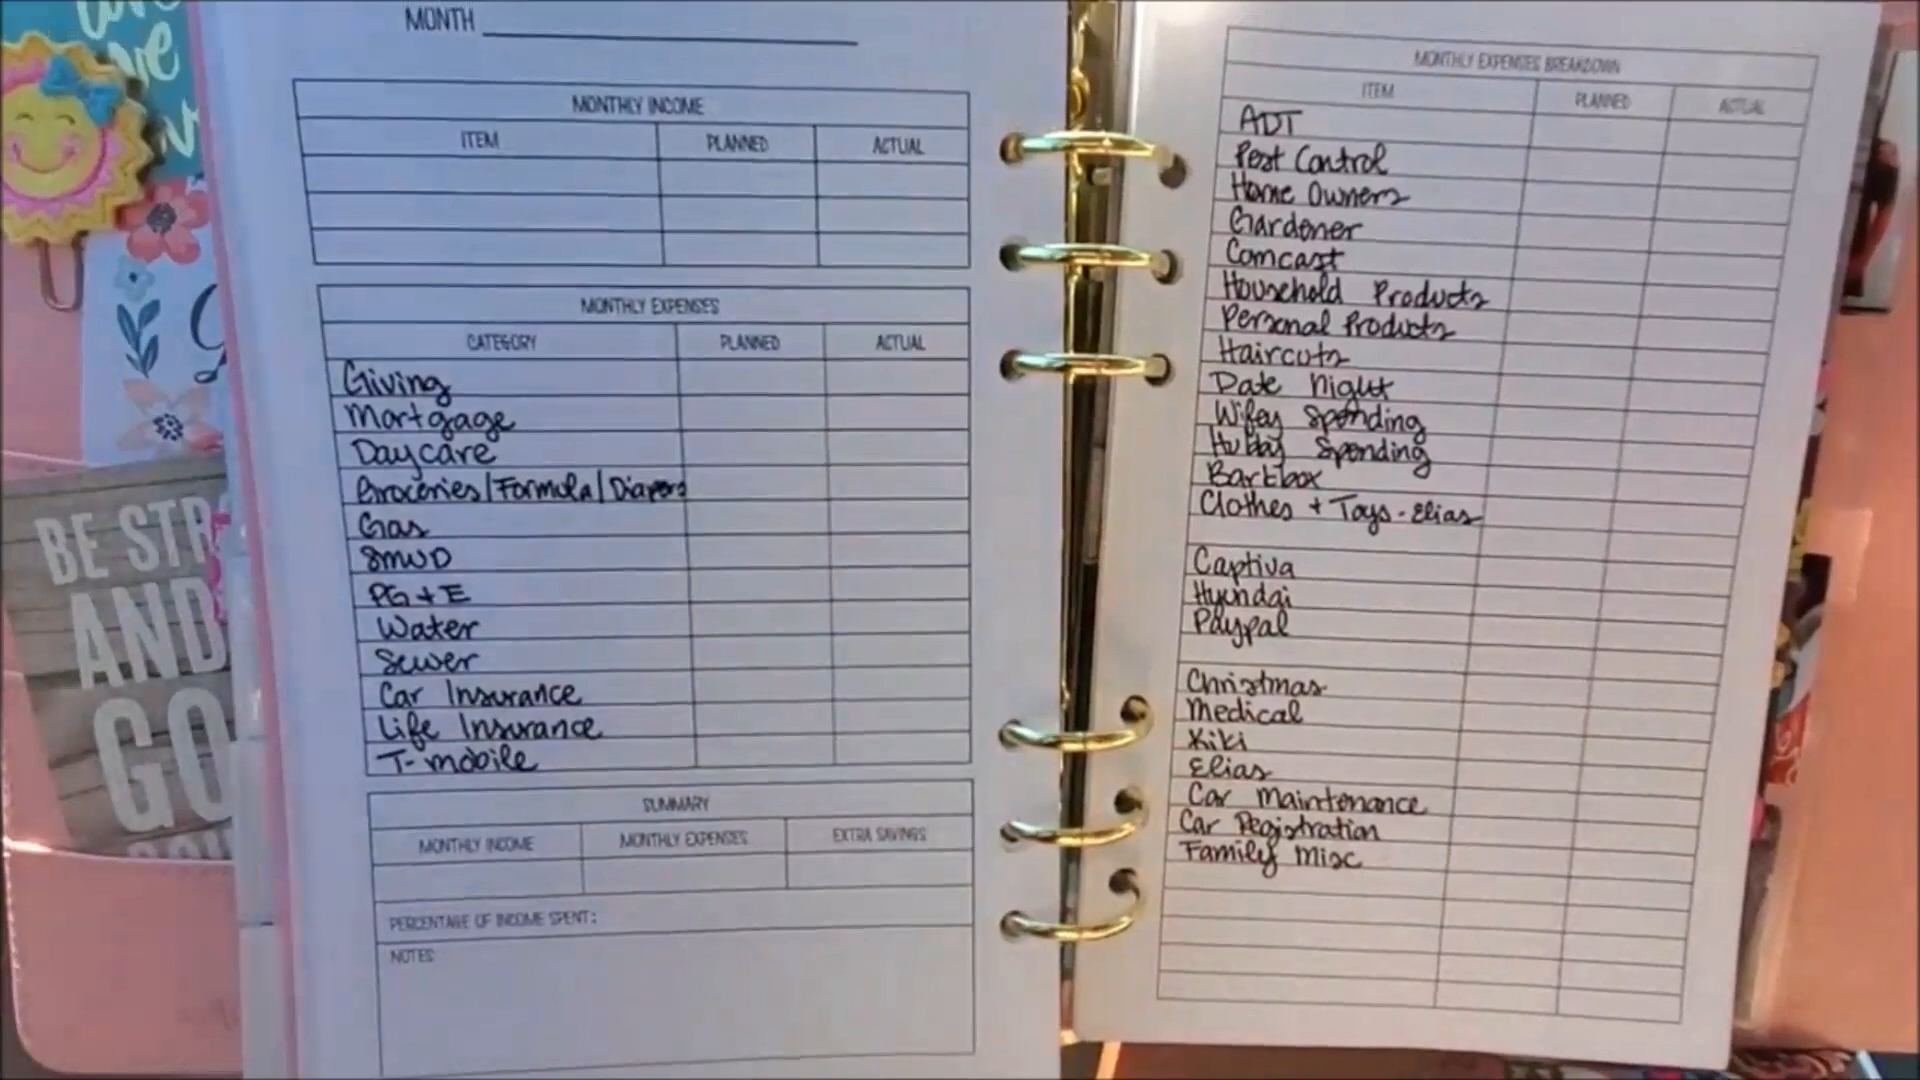 MONTH
MONTHLY INCOME
ITEM PLANNED ACTUAL
MONTHLY EXPENSES
CATEGORY PLANNED ACTUAL
Giving
Mortgage
Daycare
Groceries/Formula/Diapers
Gas
SMUD
PG+E
Water
Sewer
Car Insurance
Life Insurance
T-mobile
SUMMARY
MONTHLY INCOME MONTHLY EXPENSES EXTRA SAVINGS
PERCENTAGE OF INCOME SPENT:
NOTES:
MONTHLY EXPENSES BREAKDOWN
ITEM PLANNED ACTUAL
ADT
Pest Control
Home Owners
Gardener
Comcast
Household Products
Personal Products
Haircuts
Date Night
Wifey Spending
Hubby Spending
Barkbox
Clothes + Toys - Elias
Captiva
Hyundai
Paypal
Christmas
Medical
Kiki
Elias
Car Maintenance
Car Registration
Family Misc
BE STR
AND
GO